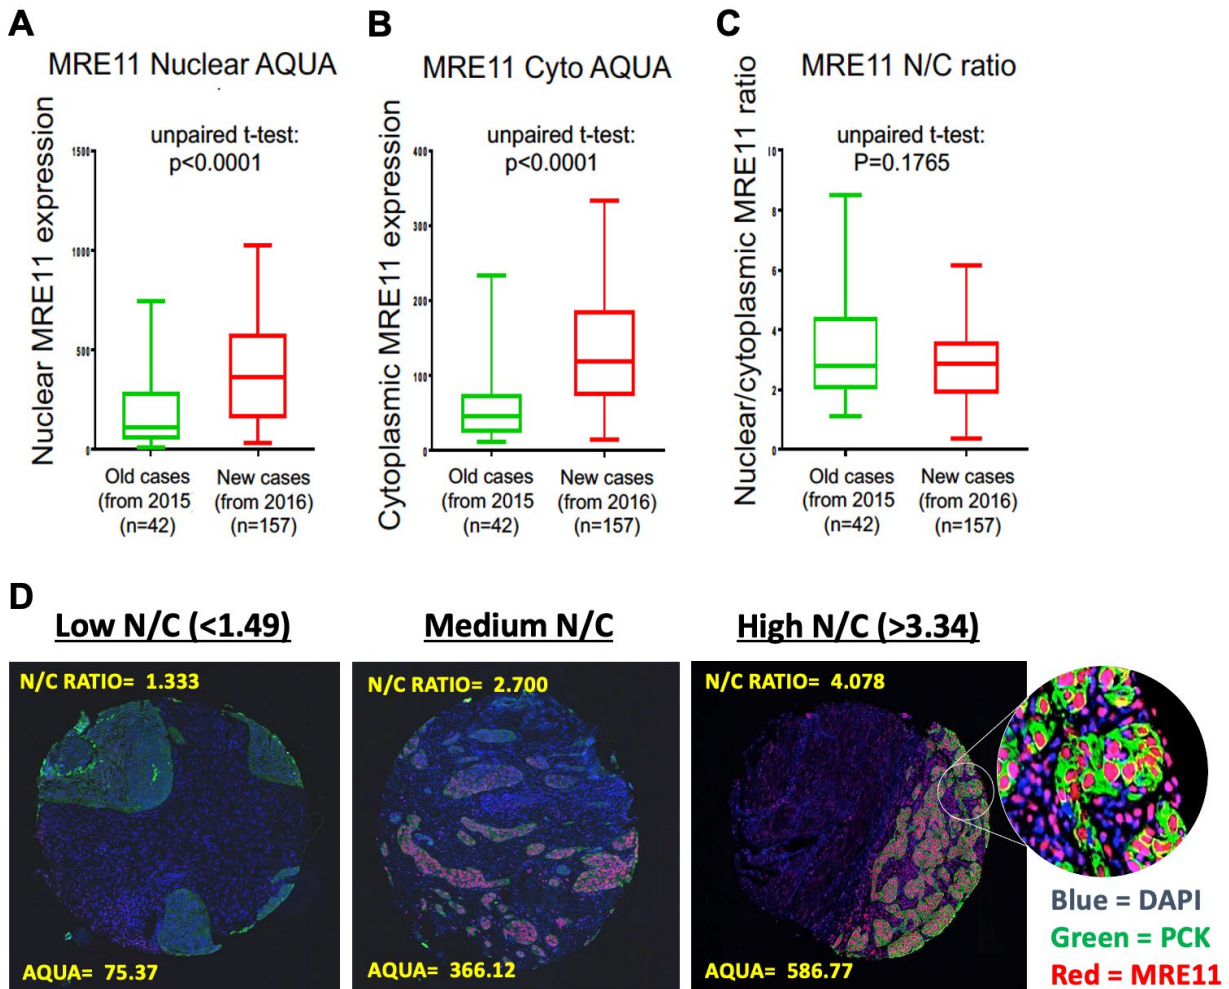 A
MRE11 Nuclear AQUA
Nuclear MRE11 expression
unpaired t-test:
p<0.0001
1500
1000
500
0
Old cases
(from 2015
(n=42)
New cases
(from 2016)
(n=157)
B
MRE11 Cyto AQUA
Cytoplasmic MRE11 expression
unpaired t-test:
p<0.0001
400
300
200
100
0
Old cases
(from 2015
(n=42)
New cases
(from 2016)
(n=157)
C
MRE11 N/C ratio
Nuclear/cytoplasmic MRE11 ratio
unpaired t-test:
P=0.1765
10
8
6
4
2
0
Old cases
(from 2015
(n=42)
New cases
(from 2016)
(n=157)
D
Low N/C (<1.49)
N/C RATIO= 1.333
AQUA= 75.37
Medium N/C
N/C RATIO= 2.700
AQUA= 366.12
High N/C (>3.34)
N/C RATIO= 4.078
AQUA= 586.77
Blue = DAPI
Green = PCK
Red = MRE11